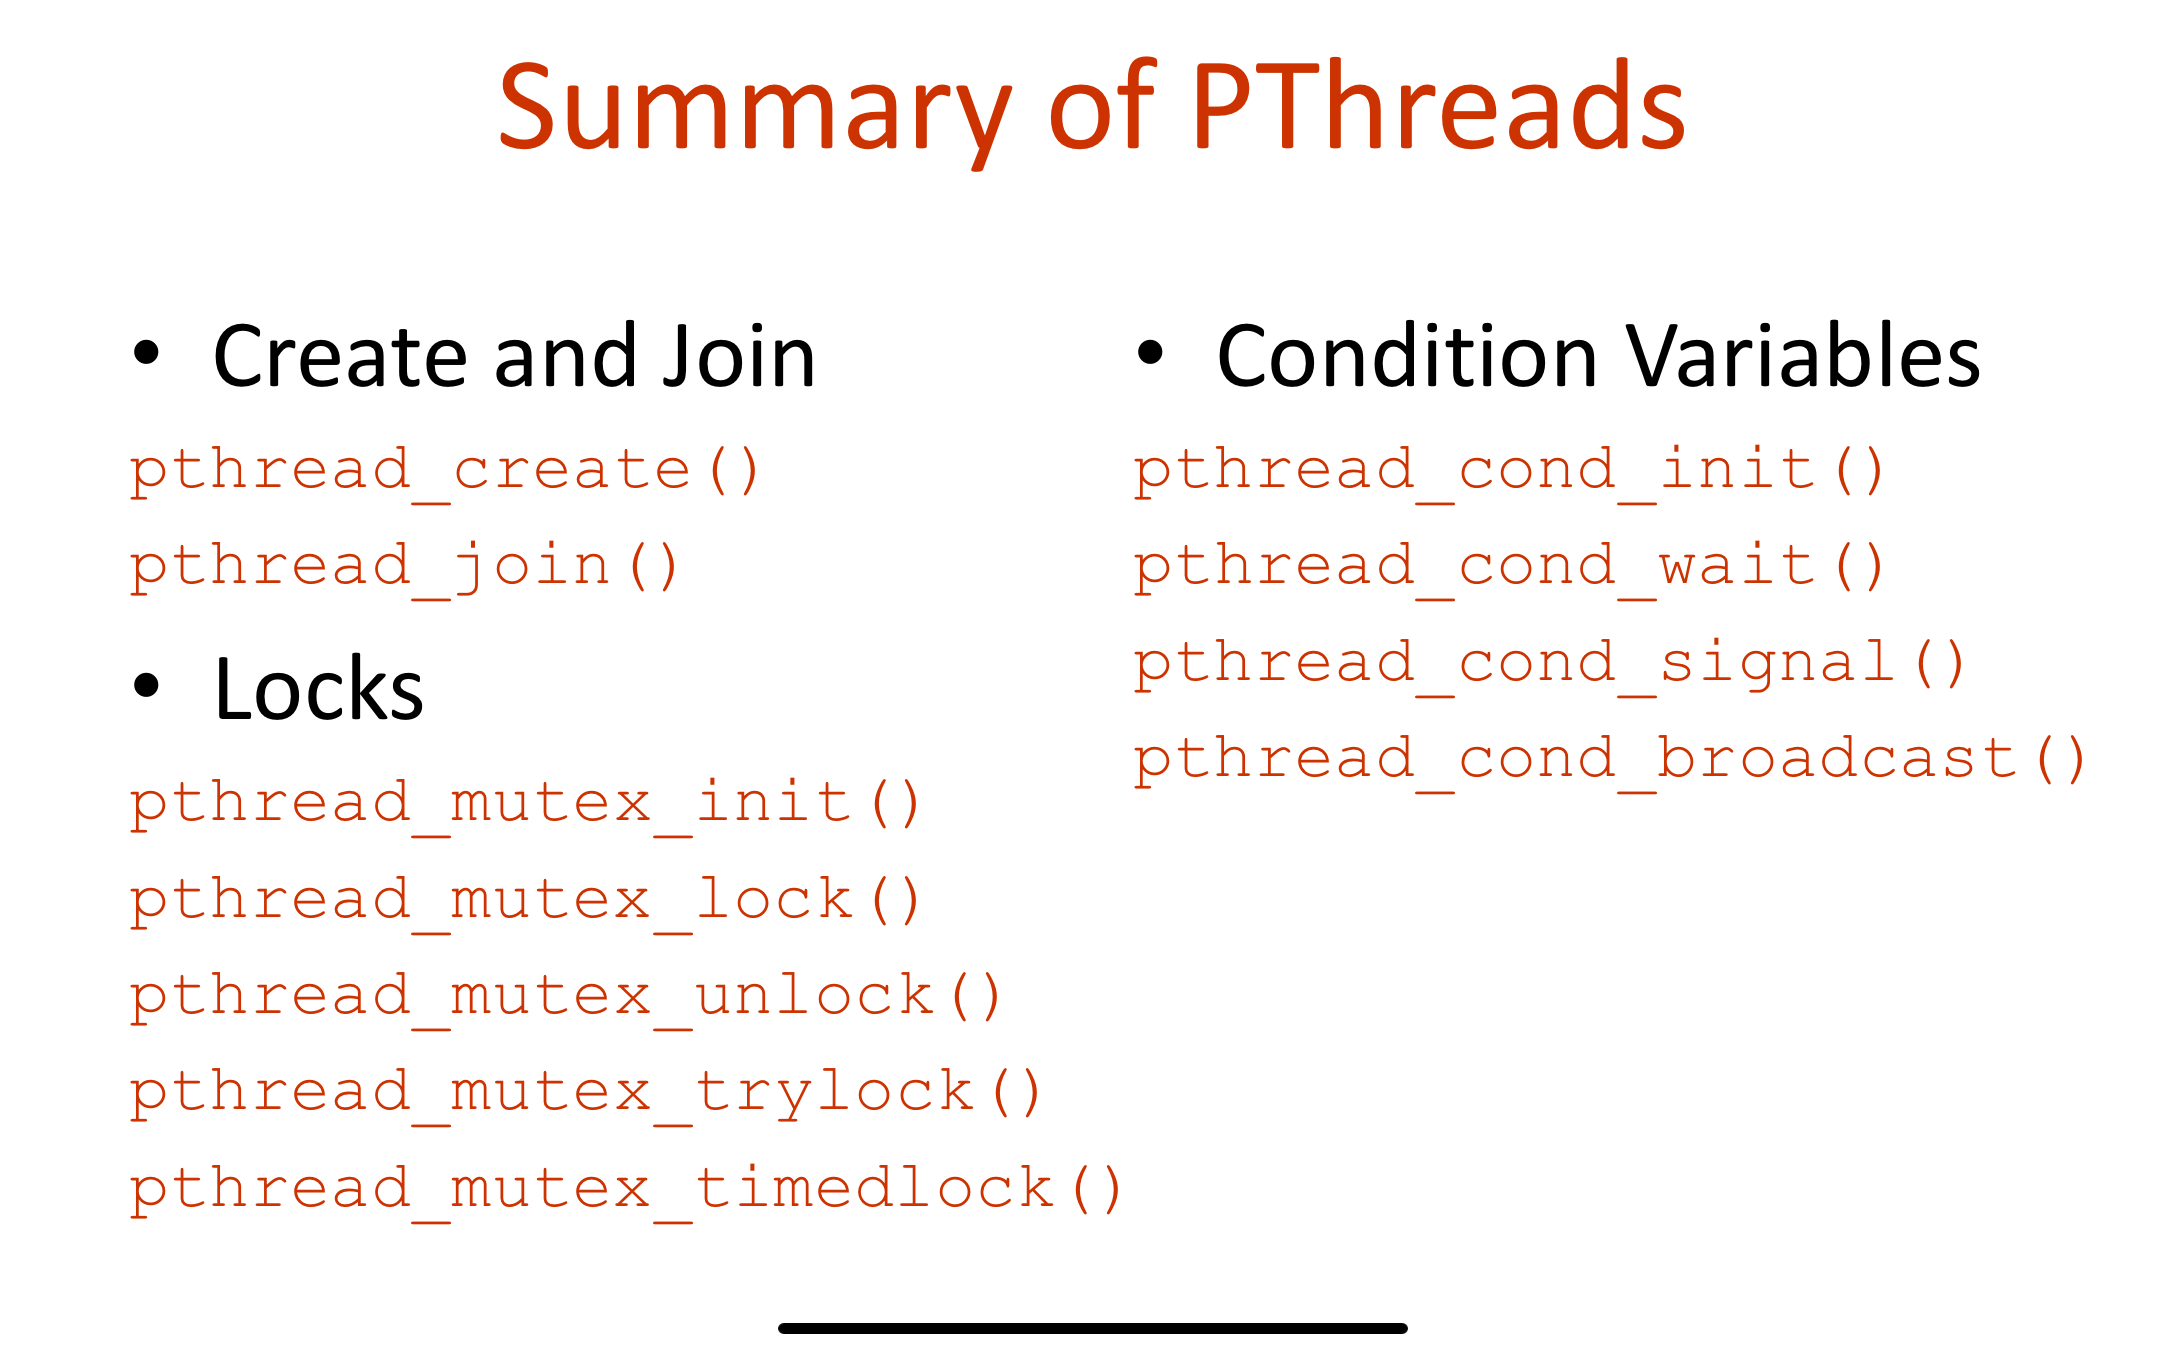 Summary of PThreads
• Create and Join
pthread_create()
pthread_join()
• Locks
pthread_mutex_init()
pthread_mutex_lock()
pthread_mutex_unlock()
pthread_mutex_trylock()
pthread_mutex_timedlock()
• Condition Variables
pthread_cond_init()
pthread_cond_wait()
pthread_cond_signal()
pthread_cond_broadcast()